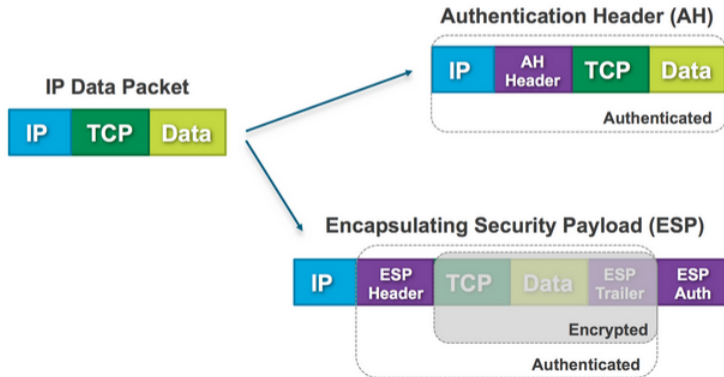 Authentication Header (AH)
IP
AH
Header
TCP
Data
Authenticated
IP Data Packet
IP
TCP
Data
Encapsulating Security Payload (ESP)
IP
ESP
Header
TCP
Data
ESP
Trailer
ESP
Auth
Encrypted
Authenticated